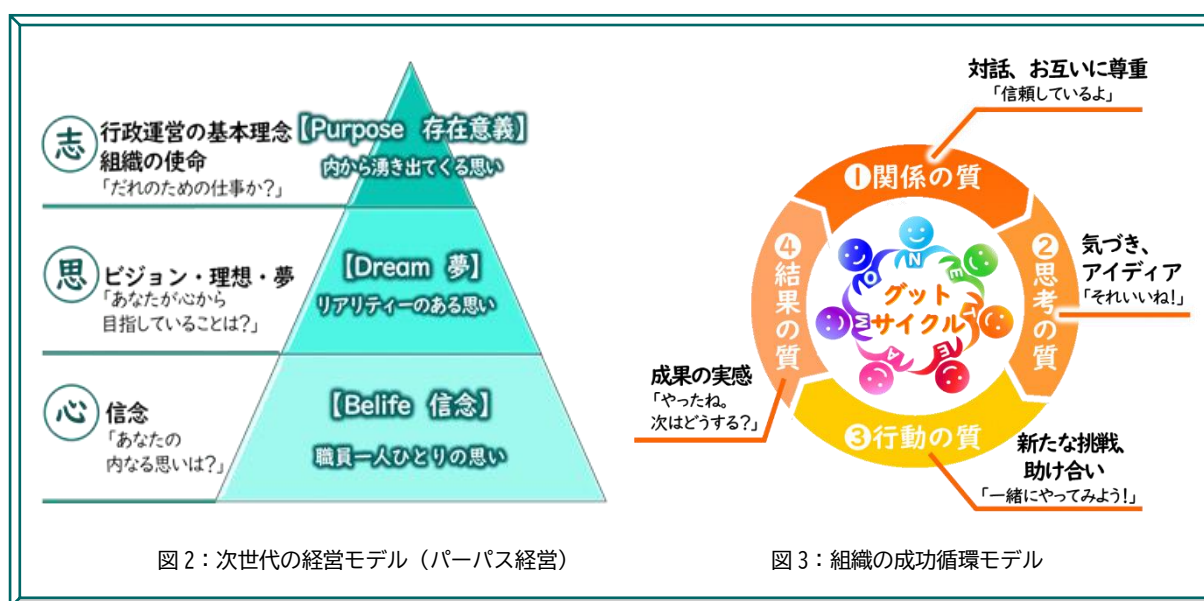 志
行政運営の基本理念
組織の使命
「だれのための仕事か?」
【Purpose 存在意義】
内から湧き出てくる思い
思
ビジョン・理想・夢
「あなたが心から
目指していることは?」
【Dream 夢】
リアリティーのある思い
心
信念
「あなたの
内なる思いは?」
【Belife 信念】
職員一人ひとりの思い
図2：次世代の経営モデル（パーパス経営）
対話、お互いに尊重
「信頼しているよ」
❶関係の質
❷思考の質
気づき、
アイディア
「それいいね!」
❸行動の質
新たな挑戦、
助け合い
「一緒にやってみよう!」
❹結果の質
成果の実感
「やったね。
次はどうする?」
グット
サイクル
ONE TEAM
図3：組織の成功循環モデル